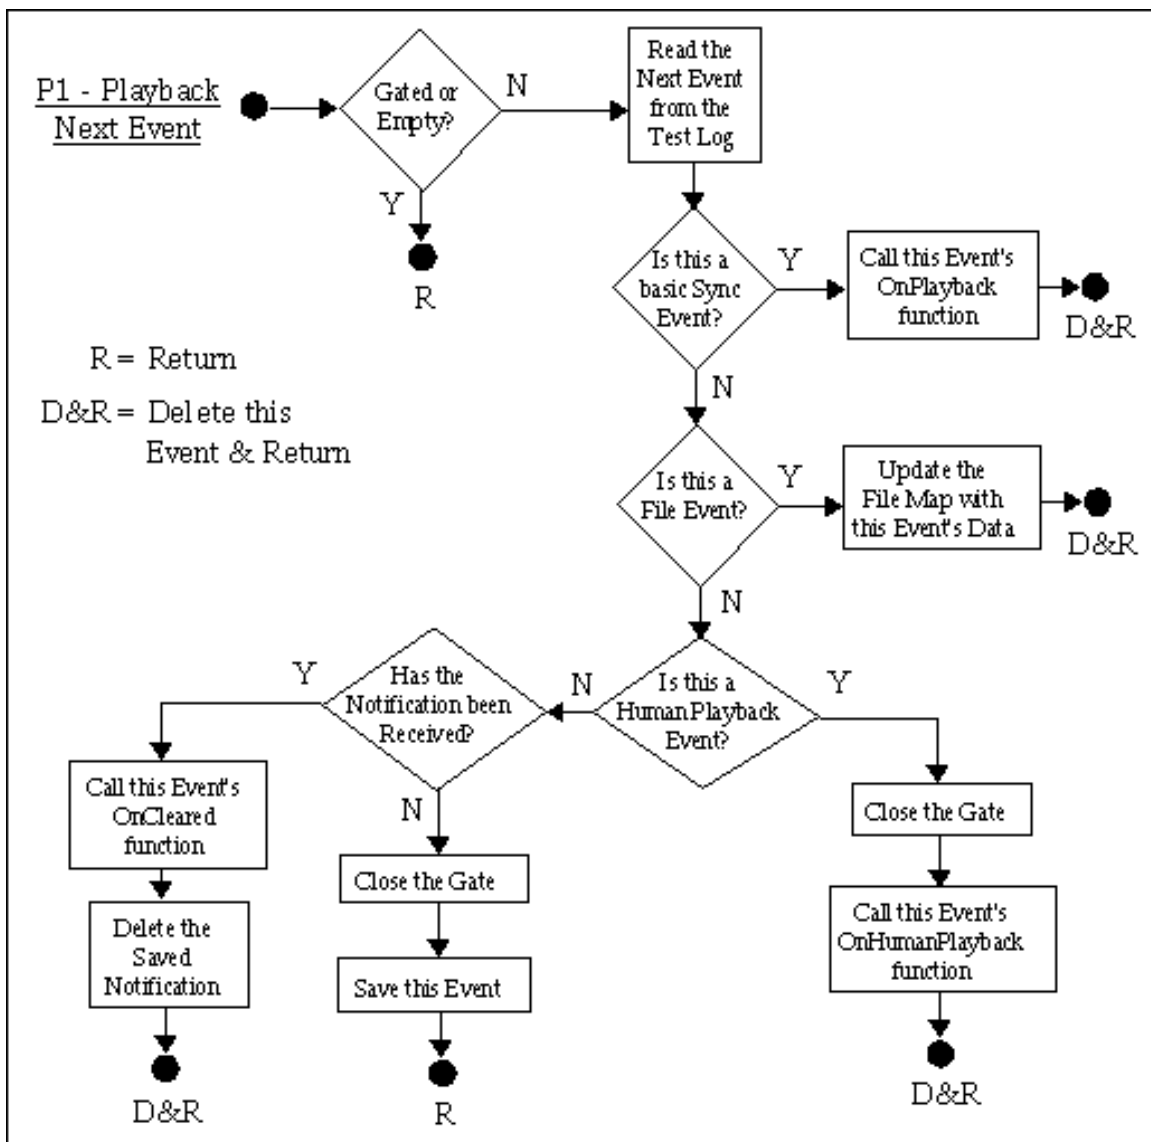 P1 - Playback
Next Event
Gated or
Empty?
N
Read the
Next Event
from the
Test Log
Y
R
Is this a
basic Sync
Event?
Y
Call this Event's
OnPlayback
function
D&R
R = Return
D&R = Delete this
Event & Return
N
Is this a
File Event?
Y
Update the
File Map with
this Event's Data
D&R
N
Is this a
HumanPlayback
Event?
N
Y
Has the
Notification been
Received?
Y
N
Call this Event's
OnCleared
function
Delete the
Saved
Notification
D&R
Close the Gate
Save this Event
R
Close the Gate
Call this Event's
OnHumanPlayback
function
D&R